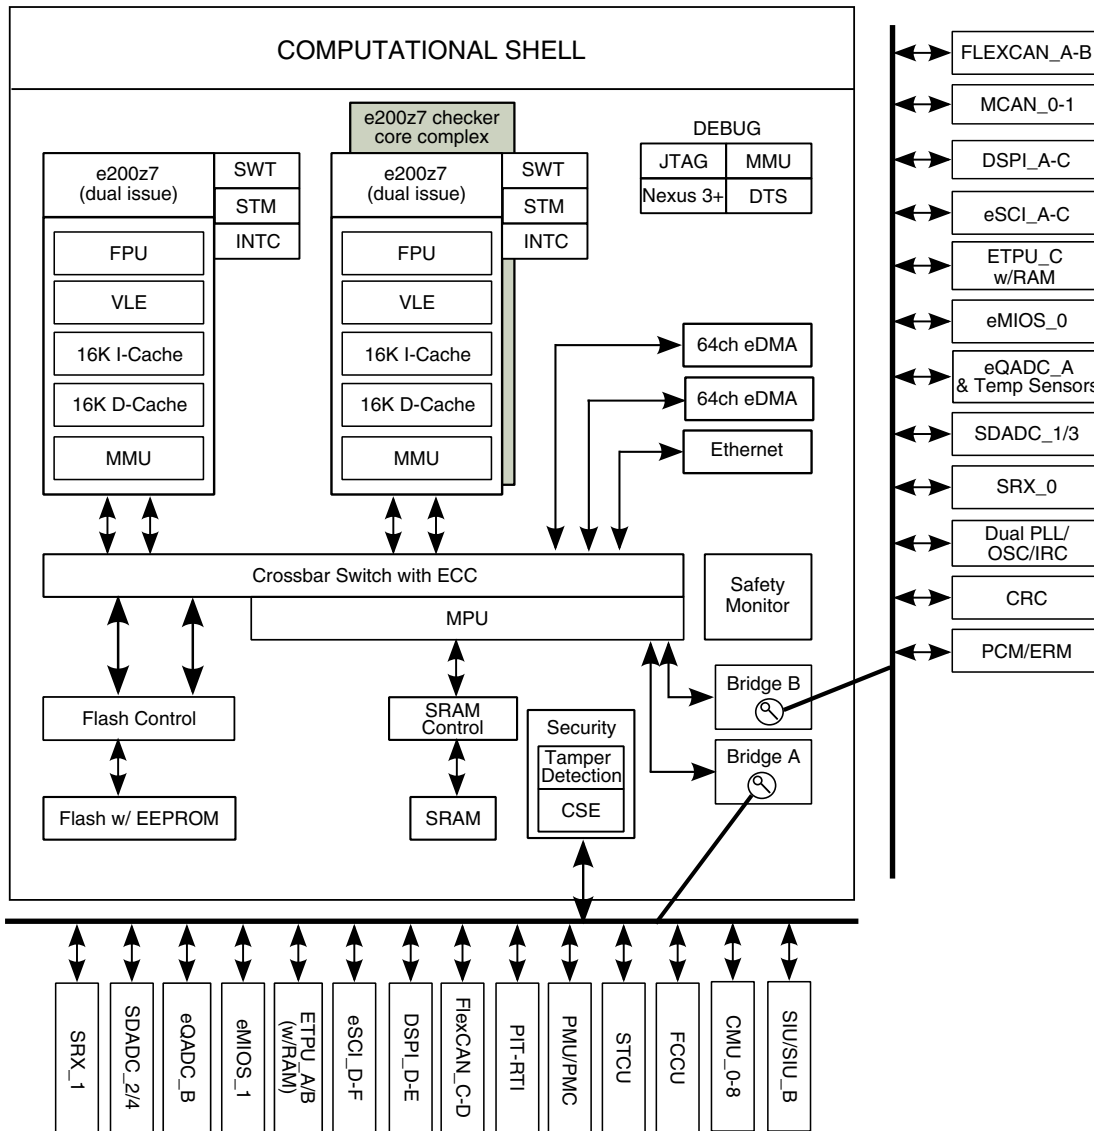 COMPUTATIONAL SHELL
e200z7 checker
core complex
e200z7
(dual issue)
SWT
STM
INTC
FPU
VLE
16K I-Cache
16K D-Cache
MMU
e200z7
(dual issue)
SWT
STM
INTC
FPU
VLE
16K I-Cache
16K D-Cache
MMU
DEBUG
JTAG
MMU
Nexus 3+
DTS
64ch eDMA
64ch eDMA
Ethernet
Crossbar Switch with ECC
MPU
Safety
Monitor
Flash Control
Flash w/ EEPROM
SRAM
Control
SRAM
Security
Tamper
Detection
CSE
Bridge B
Bridge A
FLEXCAN_A-B
MCAN_0-1
DSPI_A-C
eSCI_A-C
ETPU_C
w/RAM
eMIOS_0
eQADC_A
& Temp Sensors
SDADC_1/3
SRX_0
Dual PLL/
OSC/IRC
CRC
PCM/ERM
SRX_1
SDADC_2/4
eQADC_B
eMIOS_1
ETPU_A/B
(w/RAM)
eSCI_D-F
DSPI_D-E
FlexCAN_C-D
PIT-RTI
PMU/PMC
STCU
FCCU
CMU_0-8
SIU/SIU_B